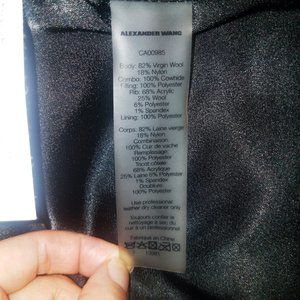 ALEXANDER WANG
CA00985
Body: 82% Virgin Wool
18% Nylon
Combo: 100% Cowhide
Filling: 100% Polyester
Rib: 68% Acrylic
25% Wool
6% Polyester
1% Spandex
Lining: 100% Polyester
Corps: 82% Laine vierge
18% Nylon
Combinaison:
100% Cuir de vache
Remplissage:
100% Polyester
Tricot côtes:
68% Acrylique
25% Laine 6% Polyester
1% Spandex
Doublure:
100% Polyester
Use professional
leather dry cleaner only
Toujours confier le
nettoyage à sec du
cuir à un professionnel
Fabriqué en Chine